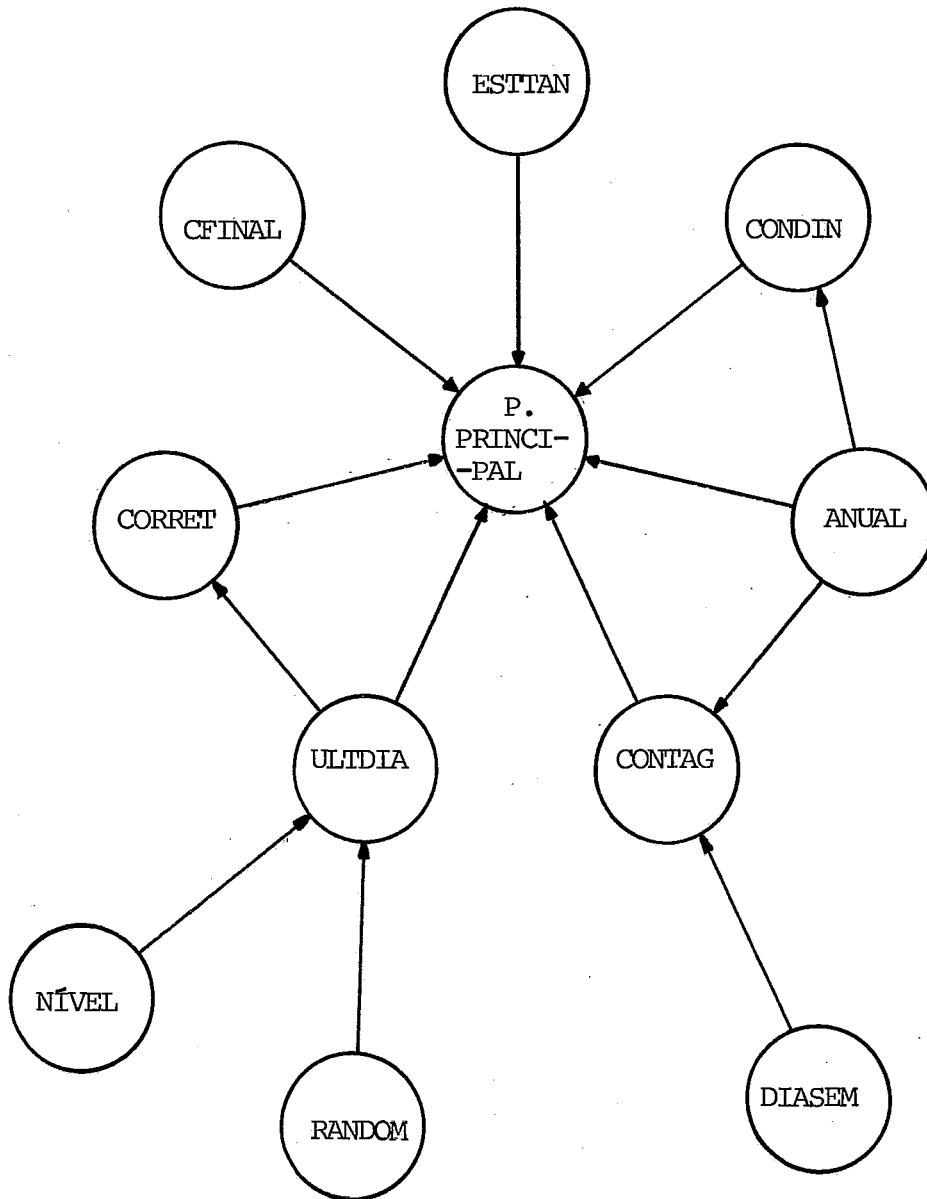 ESTTAN
CFINAL
CONDIN
P.
PRINCI-
-PAL
CORRET
ANUAL
ULTDIA
CONTAG
NÍVEL
RANDOM
DIASEM